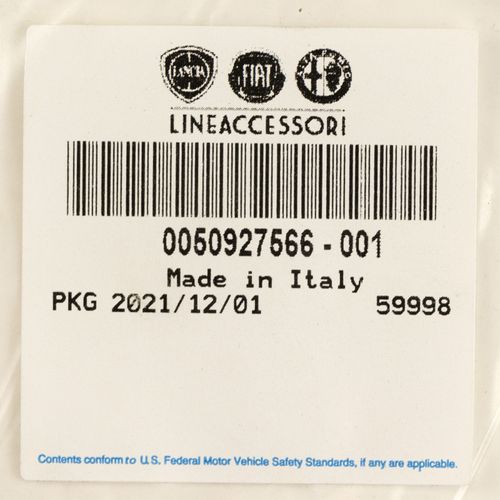 LANCIA FIAT
LINEACCESSORI
0050927566 - 001
Made in Italy
PKG 2021/12/01 59998
Contents conform to U.S. Federal Motor Vehicle Safety Standards, if any are applicable.